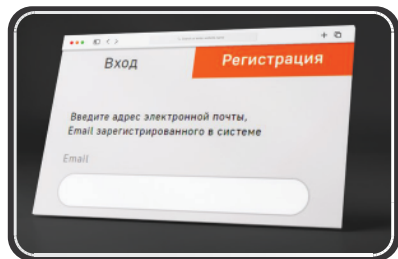 Вход
Регистрация
Введите адрес электронной почты,
Email зарегистрированного в системе
Email